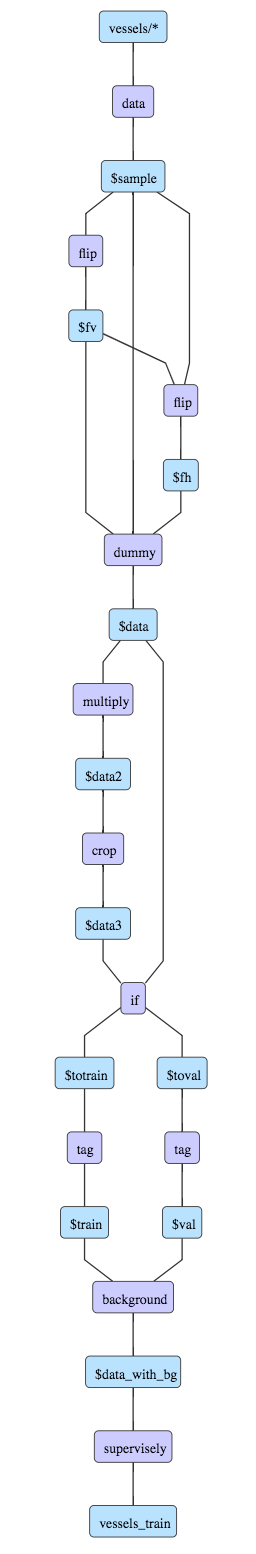 vessels/*
data
$sample
flip
$fv
flip
$fh
dummy
$data
multiply
$data2
crop
$data3
if
$totrain
$toval
tag
tag
$train
$val
background
$data_with_bg
supervisely
vessels_train